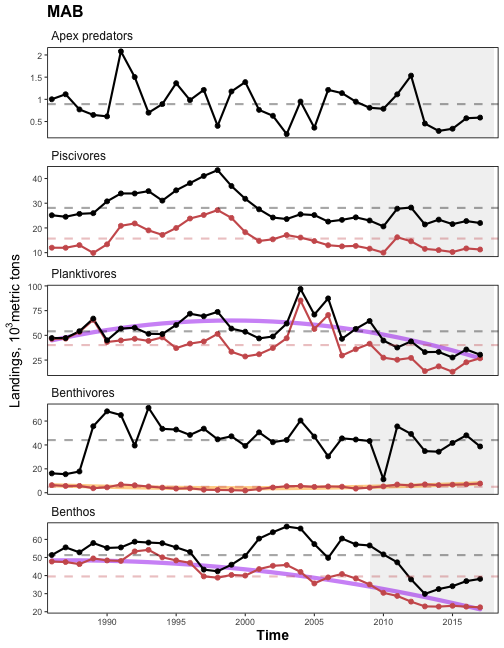 MAB
Apex predators
2
1.5
1
0.5
Piscivores
40
30
20
10
Landings, 10³metric tons
Planktivores
100
75
50
25
Benthivores
60
40
20
0
Benthos
60
50
40
30
20
1990 1995 2000 2005 2010 2015
Time